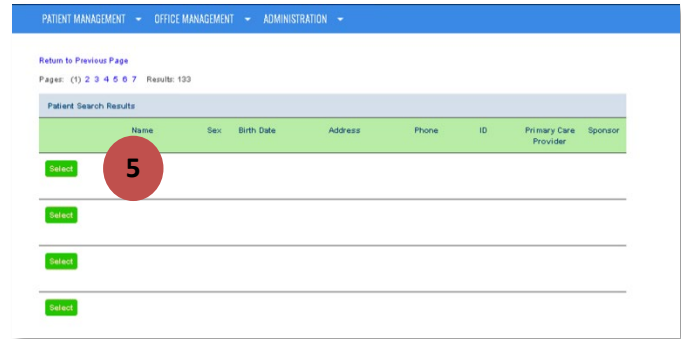 PATIENT MANAGEMENT OFFICE MANAGEMENT ADMINISTRATION
Return to Previous Page
Pages: (1) 2 3 4 5 6 7 Results: 133
Patient Search Results
Name Sex Birth Date Address Phone ID Primary Care Provider Sponsor
Select 5
Select
Select
Select